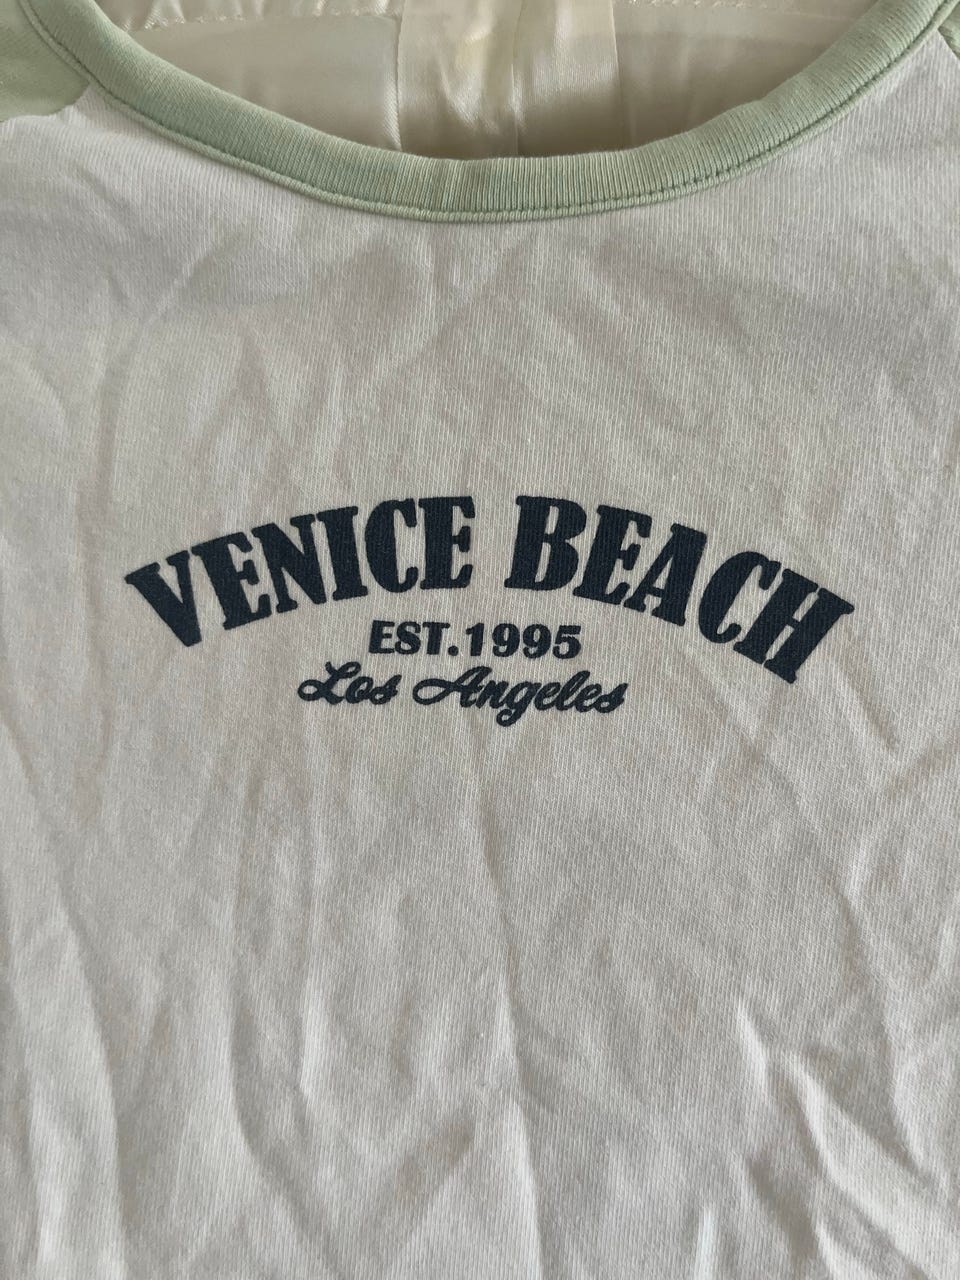 VENICE BEACH
EST.1995
Los Angeles